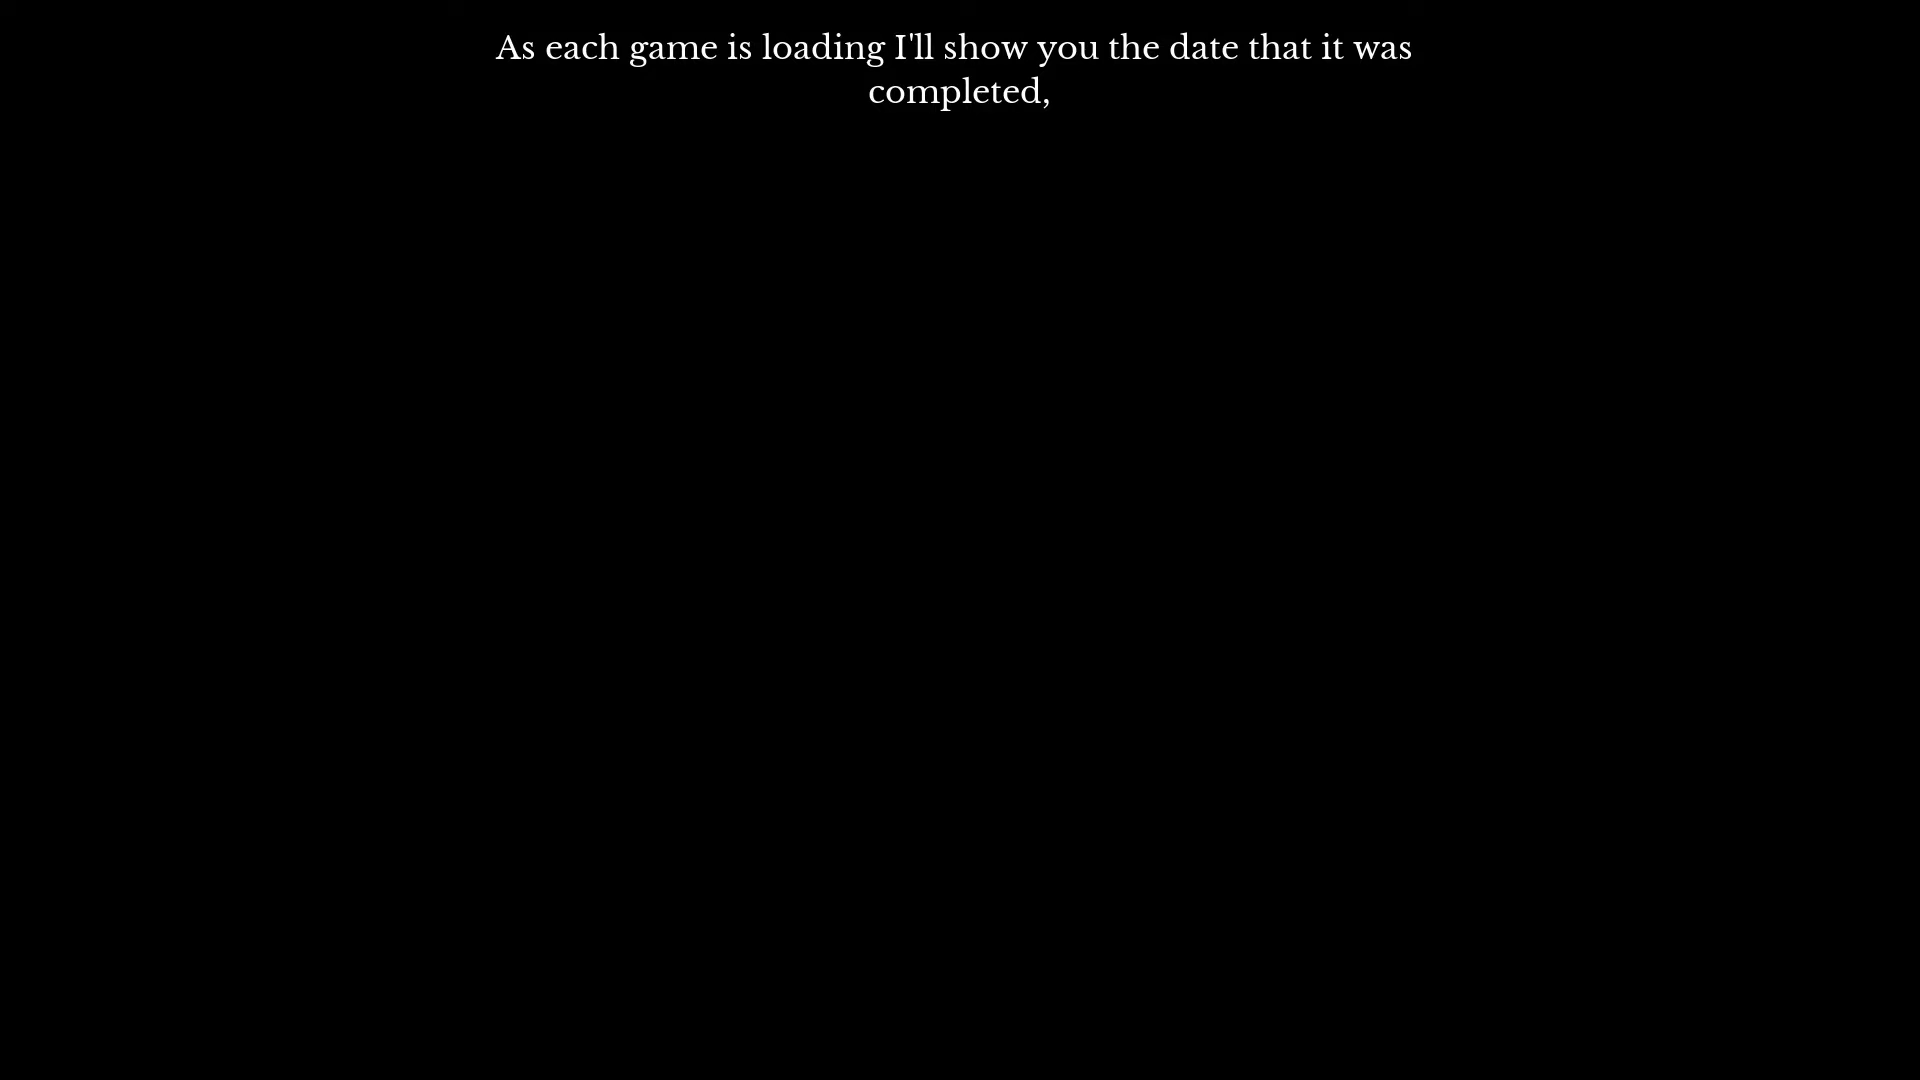 As each game is loading I'll show you the date that it was
completed,